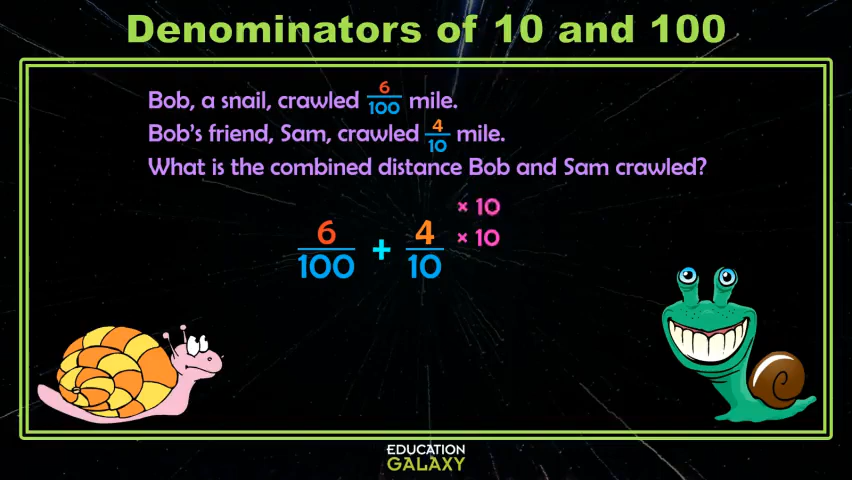 Denominators of 10 and 100
Bob, a snail, crawled 6/100 mile.
Bob's friend, Sam, crawled 4/10 mile.
What is the combined distance Bob and Sam crawled?
6/100 + 4/10 × 10 × 10
EDUCATION
GALAXY